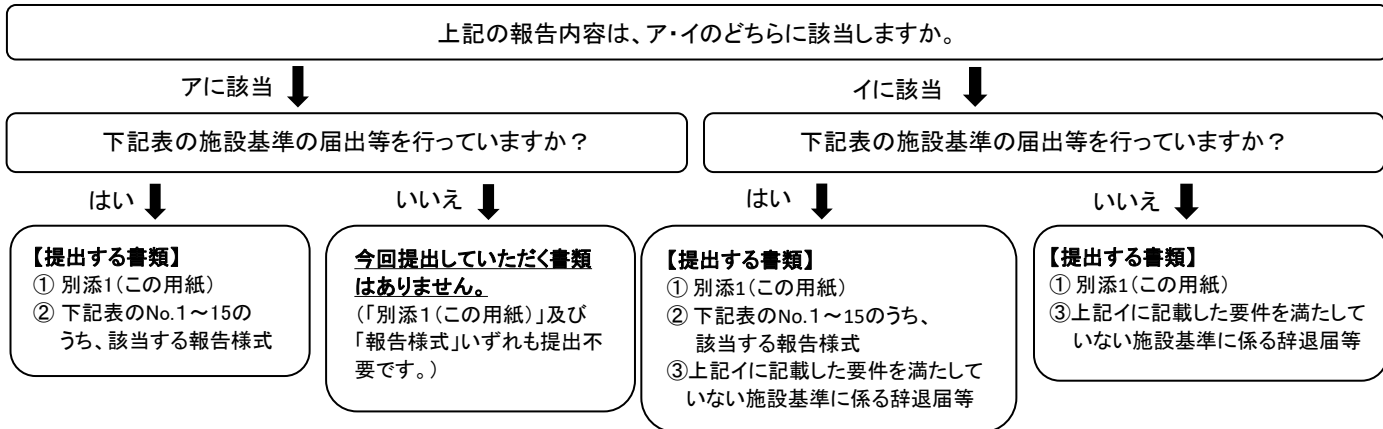 上記の報告内容は、ア・イのどちらに該当しますか。
アに該当
イに該当
下記表の施設基準の届出等を行っていますか？
下記表の施設基準の届出等を行っていますか？
はい
いいえ
はい
いいえ
【提出する書類】
① 別添1(この用紙)
② 下記表のNo.1～15の
うち、該当する報告様式
今回提出していただく書類
はありません。
(「別添1(この用紙)」及び
「報告様式」いずれも提出不
要です。)
【提出する書類】
① 別添1(この用紙)
② 下記表のNo.1～15のうち、
該当する報告様式
③上記イに記載した要件を満たして
いない施設基準に係る辞退届等
【提出する書類】
① 別添1(この用紙)
③上記イに記載した要件を満たして
いない施設基準に係る辞退届等